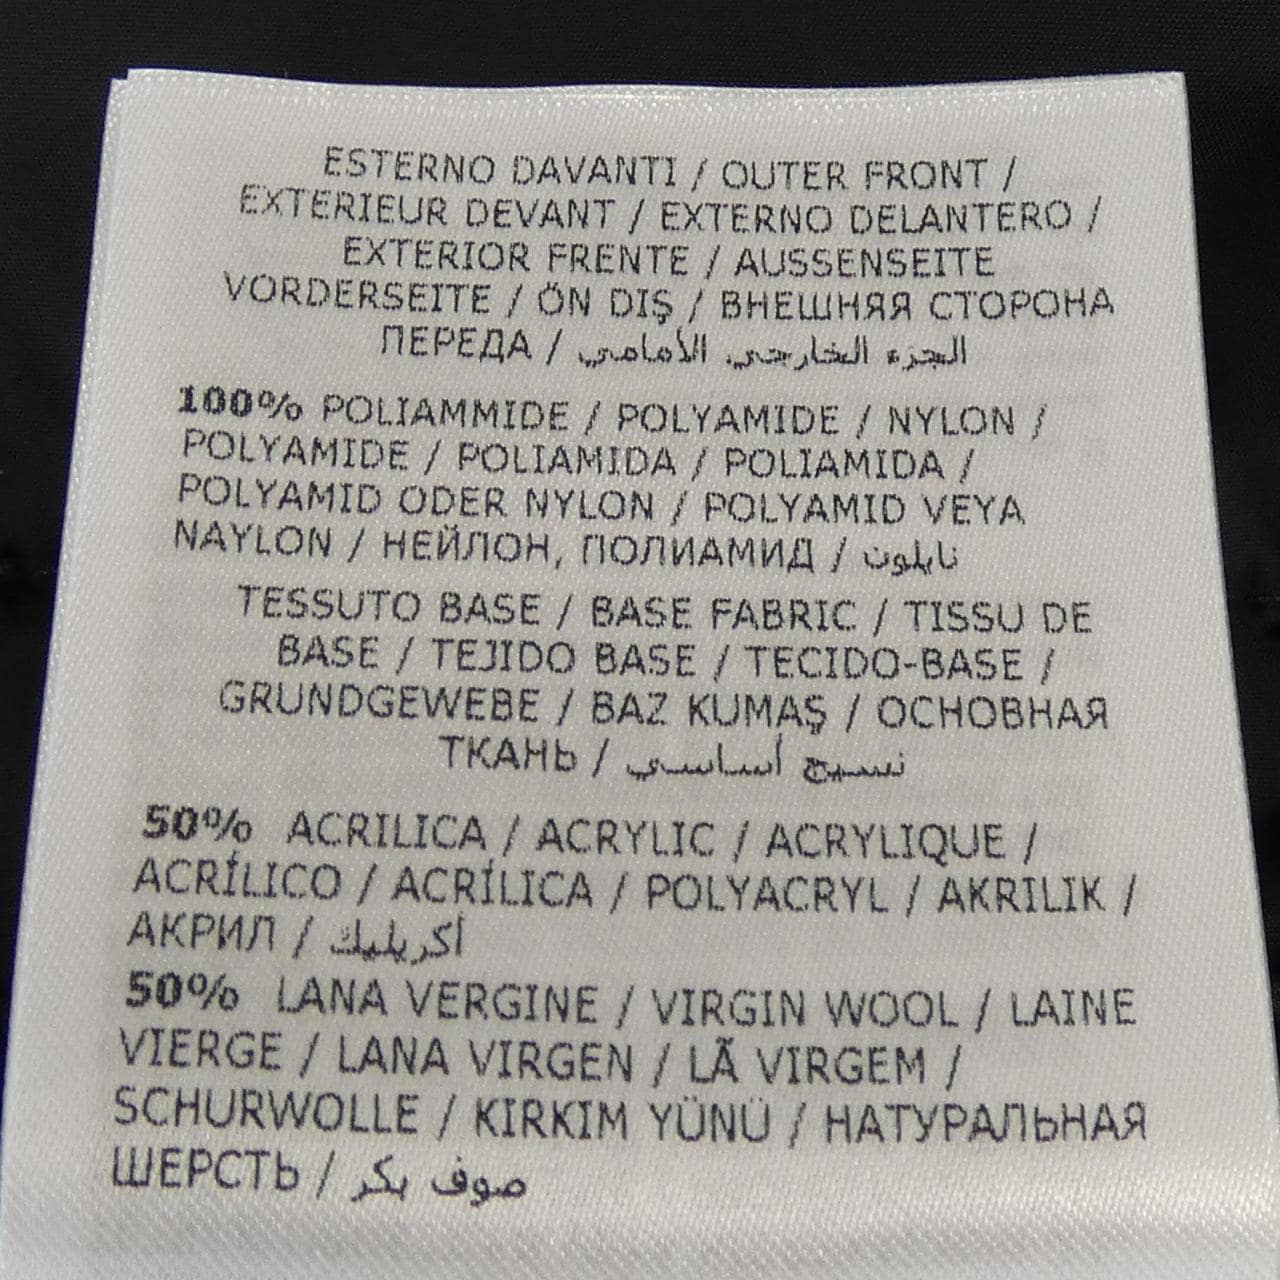 ESTERNO DAVANTI / OUTER FRONT /
EXTERIEUR DEVANT / EXTERNO DELANTERO /
EXTERIOR FRENTE / AUSSENSEITE
VORDERSEITE / ÖN DIŞ / ВНЕШНЯЯ СТОРОНА
ПЕРЕДА / الجزء الخارجي الأمامي
100% POLIAMMIDE / POLYAMIDE / NYLON /
POLYAMIDE / POLIAMIDA / POLIAMIDA /
POLYAMID ODER NYLON / POLYAMID VEYA
NAYLON / НЕЙЛОН, ПОЛИАМИД / نايلون
TESSUTO BASE / BASE FABRIC / TISSU DE
BASE / TEJIDO BASE / TECIDO-BASE /
GRUNDGEWEBE / BAZ KUMAŞ / ОСНОВНАЯ
ТКАНЬ / نسيج أساسي
50% ACRILICA / ACRYLIC / ACRYLIQUE /
ACRÍLICO / ACRÍLICA / POLYACRYL / AKRILIK /
АКРИЛ / أكريليك
50% LANA VERGINE / VIRGIN WOOL / LAINE
VIERGE / LANA VIRGEN / LÃ VIRGEM /
SCHURWOLLE / KIRKIM YÜNÜ / НАТУРАЛЬНАЯ
ШЕРСТЬ / صوف بكر